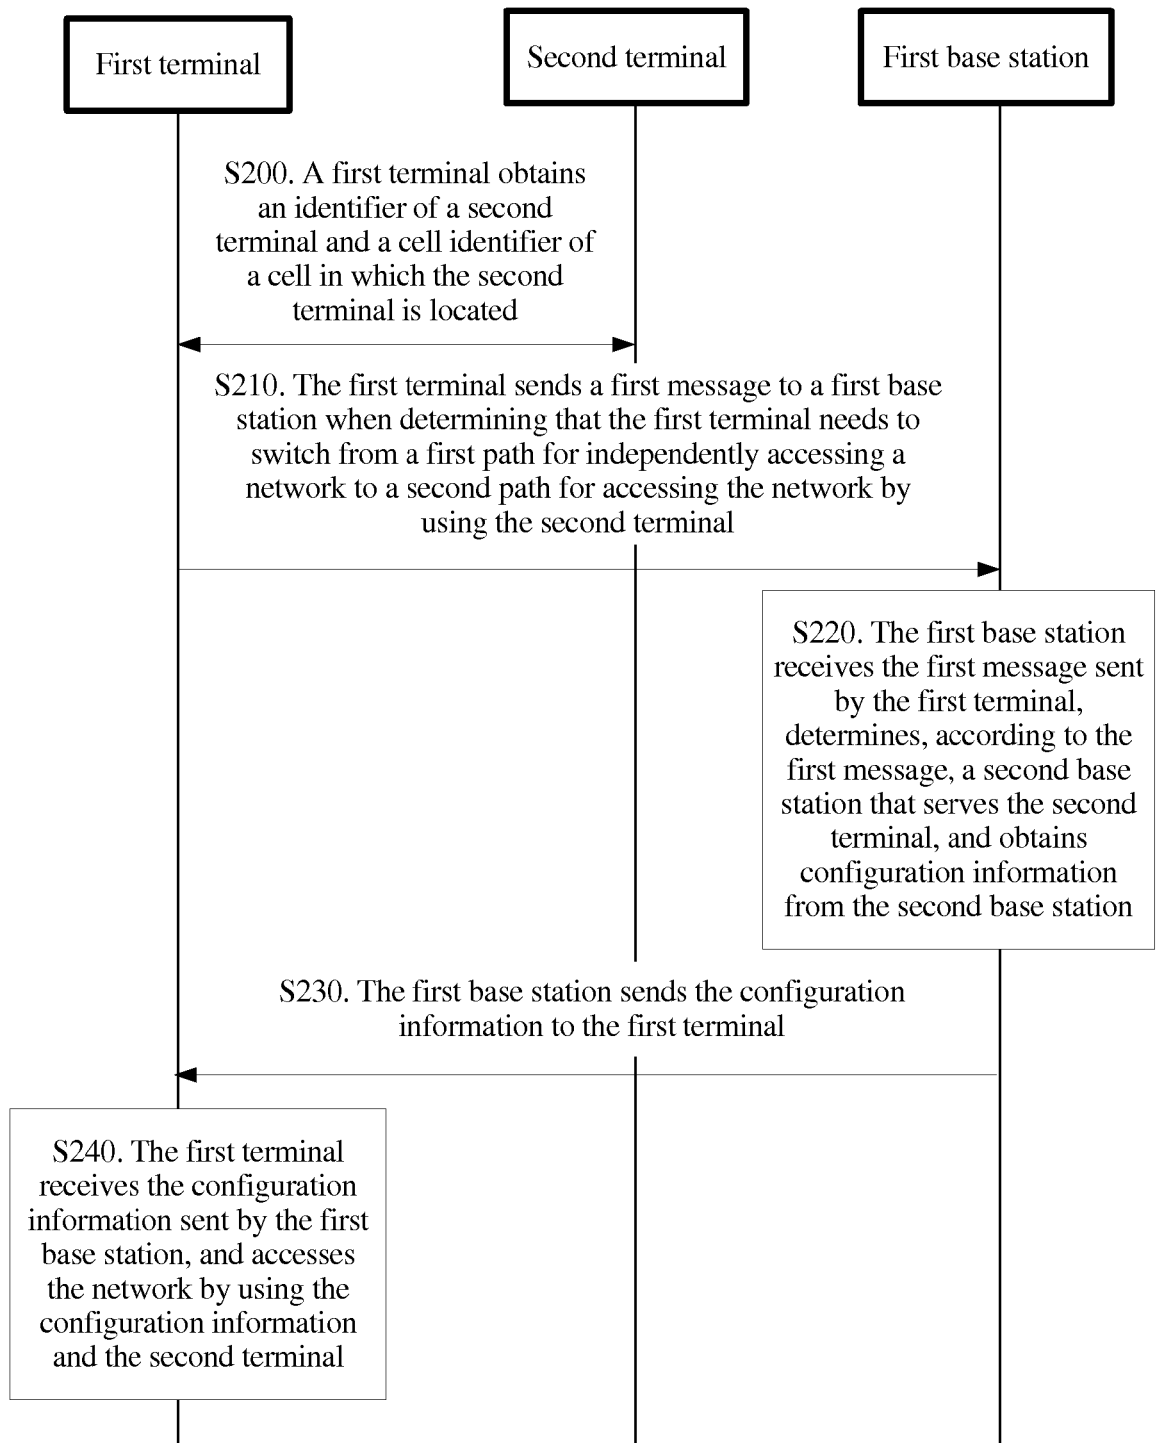 First terminal
Second terminal
First base station
S200. A first terminal obtains
an identifier of a second
terminal and a cell identifier of
a cell in which the second
terminal is located
S210. The first terminal sends a first message to a first base
station when determining that the first terminal needs to
switch from a first path for independently accessing a
network to a second path for accessing the network by
using the second terminal
S220. The first base station
receives the first message sent
by the first terminal,
determines, according to the
first message, a second base
station that serves the second
terminal, and obtains
configuration information
from the second base station
S230. The first base station sends the configuration
information to the first terminal
S240. The first terminal
receives the configuration
information sent by the first
base station, and accesses
the network by using the
configuration information
and the second terminal